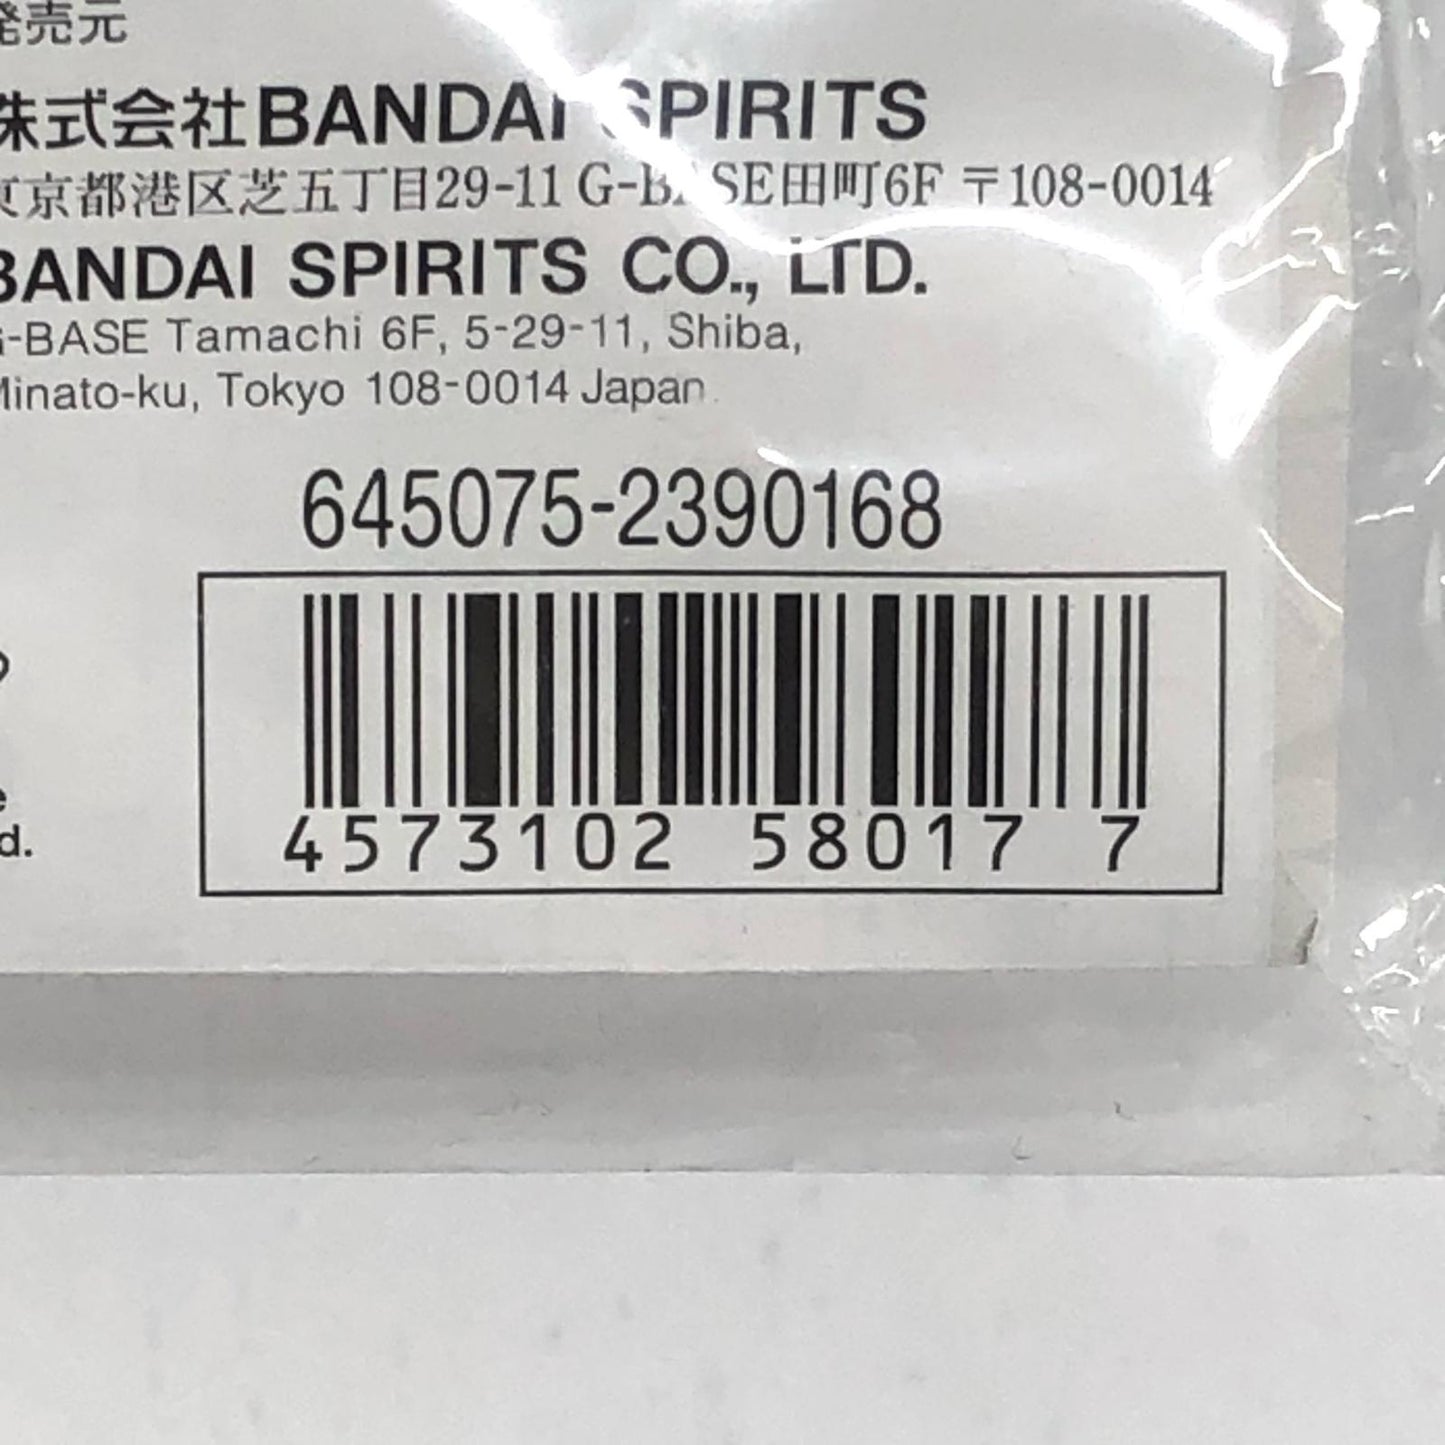 発売元
株式会社BANDAI SPIRITS
東京都港区芝五丁目29-11 G-BASE田町6F 〒108-0014
BANDAI SPIRITS CO., LTD.
G-BASE Tamachi 6F, 5-29-11, Shiba,
Minato-ku, Tokyo 108-0014 Japan
645075-2390168
4573102 58017 7